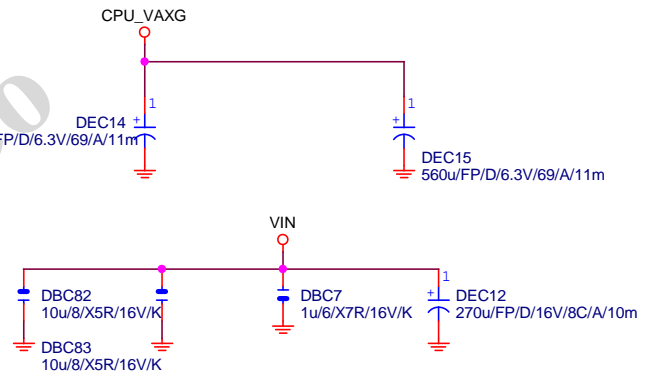 CPU_VAXG
1
DEC14
FP/D/6.3V/69/A/11m
1
DEC15
560u/FP/D/6.3V/69/A/11m
VIN
DBC82
10u/8/X5R/16V/K
DBC83
10u/8/X5R/16V/K
DBC7
1u/6/X7R/16V/K
1
DEC12
270u/FP/D/16V/8C/A/10m